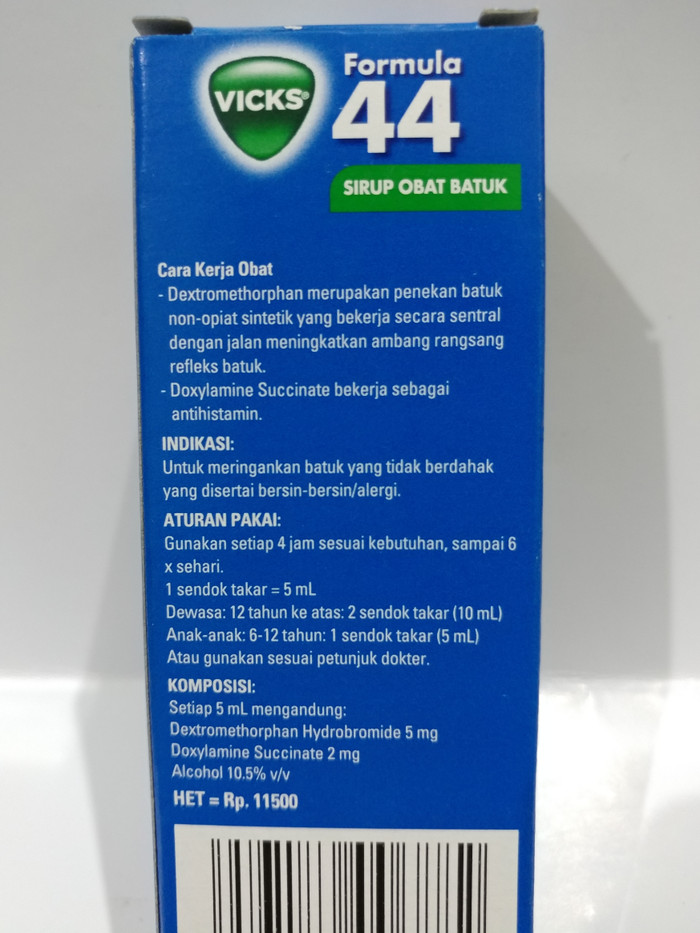 VICKS®
Formula
44
SIRUP OBAT BATUK
Cara Kerja Obat
- Dextromethorphan merupakan penekan batuk
non-opiat sintetik yang bekerja secara sentral
dengan jalan meningkatkan ambang rangsang
refleks batuk.
- Doxylamine Succinate bekerja sebagai
antihistamin.
INDIKASI:
Untuk meringankan batuk yang tidak berdahak
yang disertai bersin-bersin/alergi.
ATURAN PAKAI:
Gunakan setiap 4 jam sesuai kebutuhan, sampai 6
x sehari.
1 sendok takar = 5 mL
Dewasa: 12 tahun ke atas: 2 sendok takar (10 mL)
Anak-anak: 6-12 tahun: 1 sendok takar (5 mL)
Atau gunakan sesuai petunjuk dokter.
KOMPOSISI:
Setiap 5 mL mengandung:
Dextromethorphan Hydrobromide 5 mg
Doxylamine Succinate 2 mg
Alcohol 10.5% v/v
HET = Rp. 11500